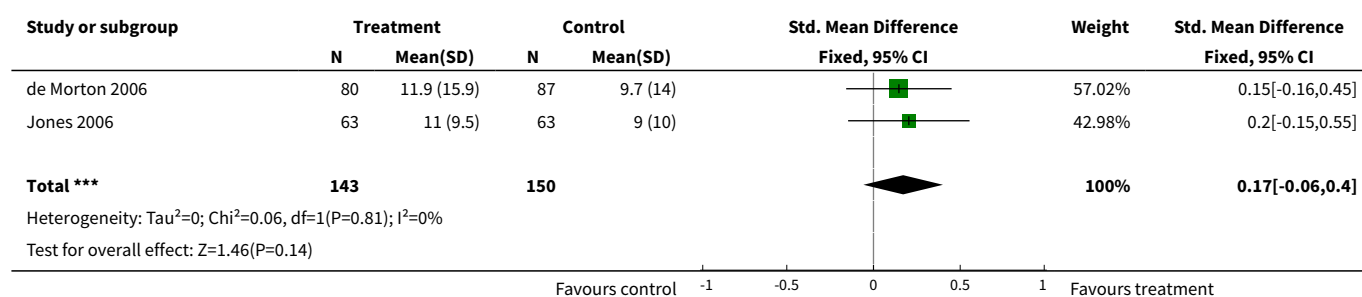 Study or subgroup Treatment Control Std. Mean Difference Weight Std. Mean Difference
N Mean(SD) N Mean(SD) Fixed, 95% CI Fixed, 95% CI
de Morton 2006 80 11.9 (15.9) 87 9.7 (14) 57.02% 0.15[-0.16,0.45]
Jones 2006 63 11 (9.5) 63 9 (10) 42.98% 0.2[-0.15,0.55]
Total *** 143 150 100% 0.17[-0.06,0.4]
Heterogeneity: Tau²=0; Chi²=0.06, df=1(P=0.81); I²=0%
Test for overall effect: Z=1.46(P=0.14)
Favours control -1 -0.5 0 0.5 1 Favours treatment